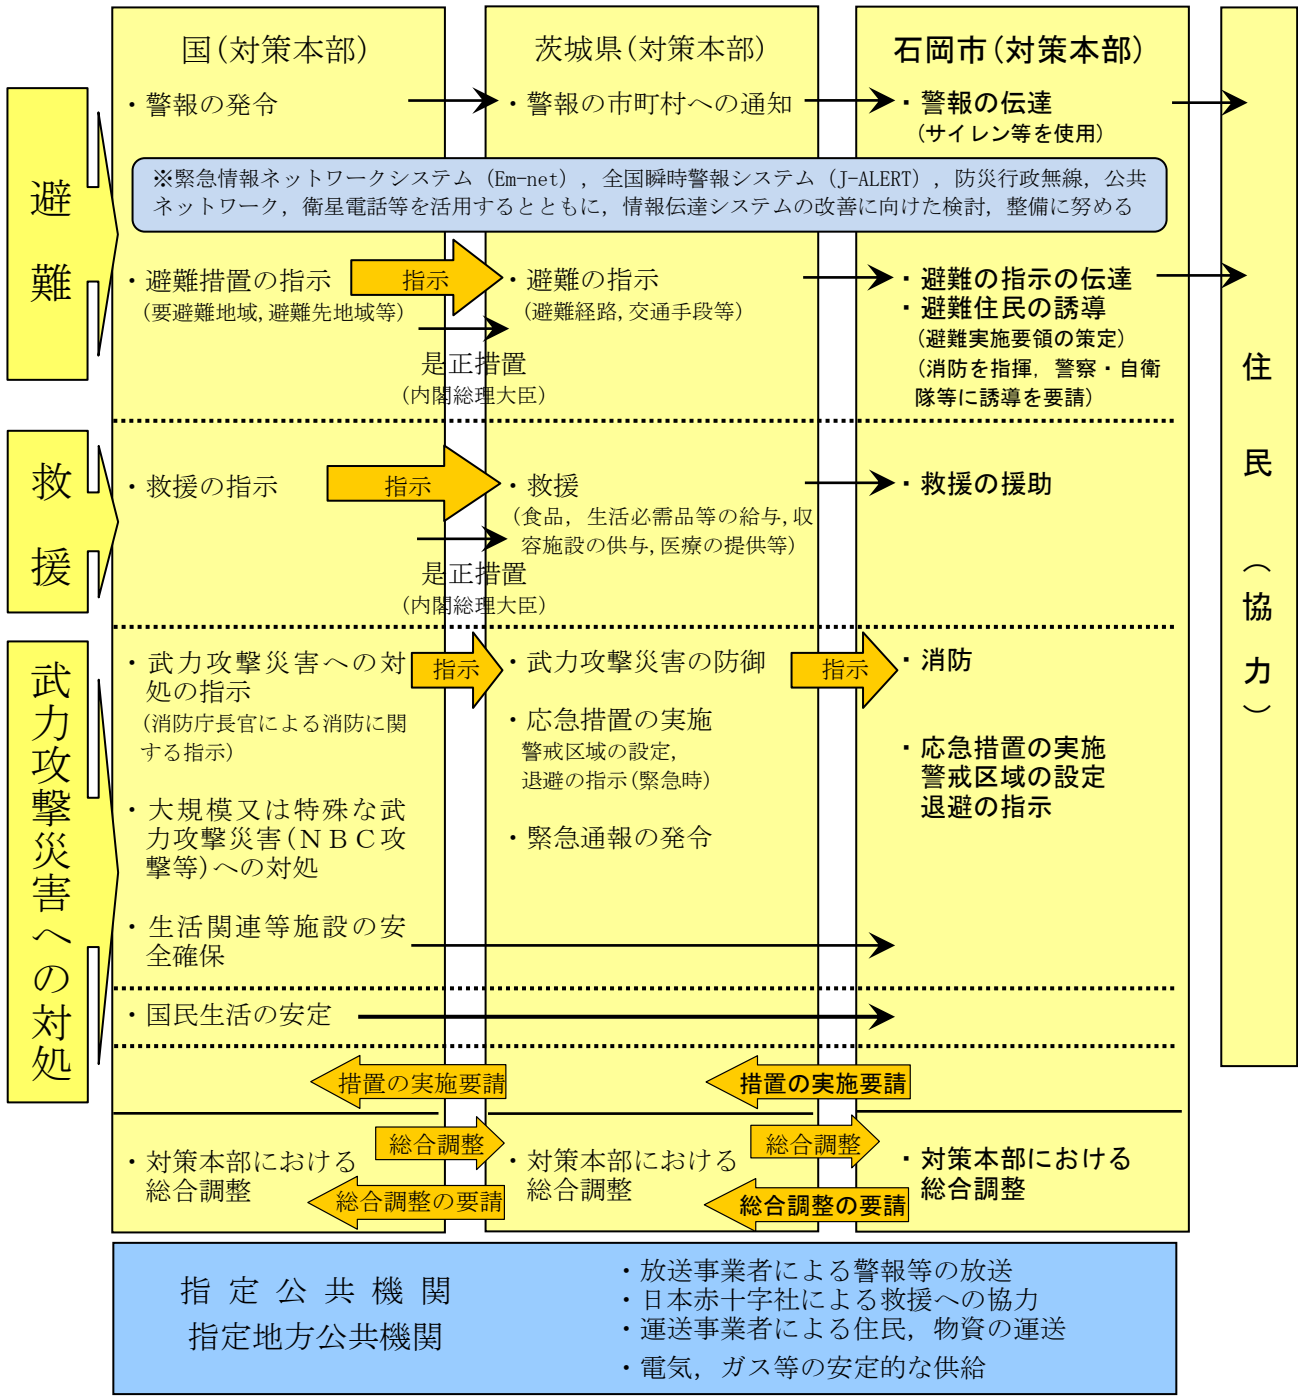 国(対策本部)
茨城県(対策本部)
石岡市(対策本部)
避難
・警報の発令
・警報の市町村への通知
・警報の伝達
(サイレン等を使用)
※緊急情報ネットワークシステム（Em-net）, 全国瞬時警報システム（J-ALERT）, 防災行政無線, 公共
ネットワーク, 衛星電話等を活用するとともに, 情報伝達システムの改善に向けた検討, 整備に努める
・避難措置の指示
(要避難地域,避難先地域等)
指示
・避難の指示
(避難経路,交通手段等)
・避難の指示の伝達
・避難住民の誘導
(避難実施要領の策定)
(消防を指揮, 警察・自衛
隊等に誘導を要請)
是正措置
(内閣総理大臣)
救援
・救援の指示
指示
・救援
(食品, 生活必需品等の給与,収
容施設の供与,医療の提供等)
・救援の援助
是正措置
(内閣総理大臣)
武力攻撃災害への対処
・武力攻撃災害への対
処の指示
(消防庁長官による消防に関
する指示)
指示
・武力攻撃災害の防御
指示
・消防
・応急措置の実施
警戒区域の設定,
退避の指示(緊急時)
・応急措置の実施
警戒区域の設定
退避の指示
・大規模又は特殊な武
力攻撃災害(ＮＢＣ攻
撃等)への対処
・緊急通報の発令
・生活関連等施設の安
全確保
・国民生活の安定
措置の実施要請
措置の実施要請
・対策本部における
総合調整
総合調整
総合調整の要請
・対策本部における
総合調整
総合調整
総合調整の要請
・対策本部における
総合調整
住民（協力）
指定公共機関
指定地方公共機関
・放送事業者による警報等の放送
・日本赤十字社による救援への協力
・運送事業者による住民, 物資の運送
・電気, ガス等の安定的な供給